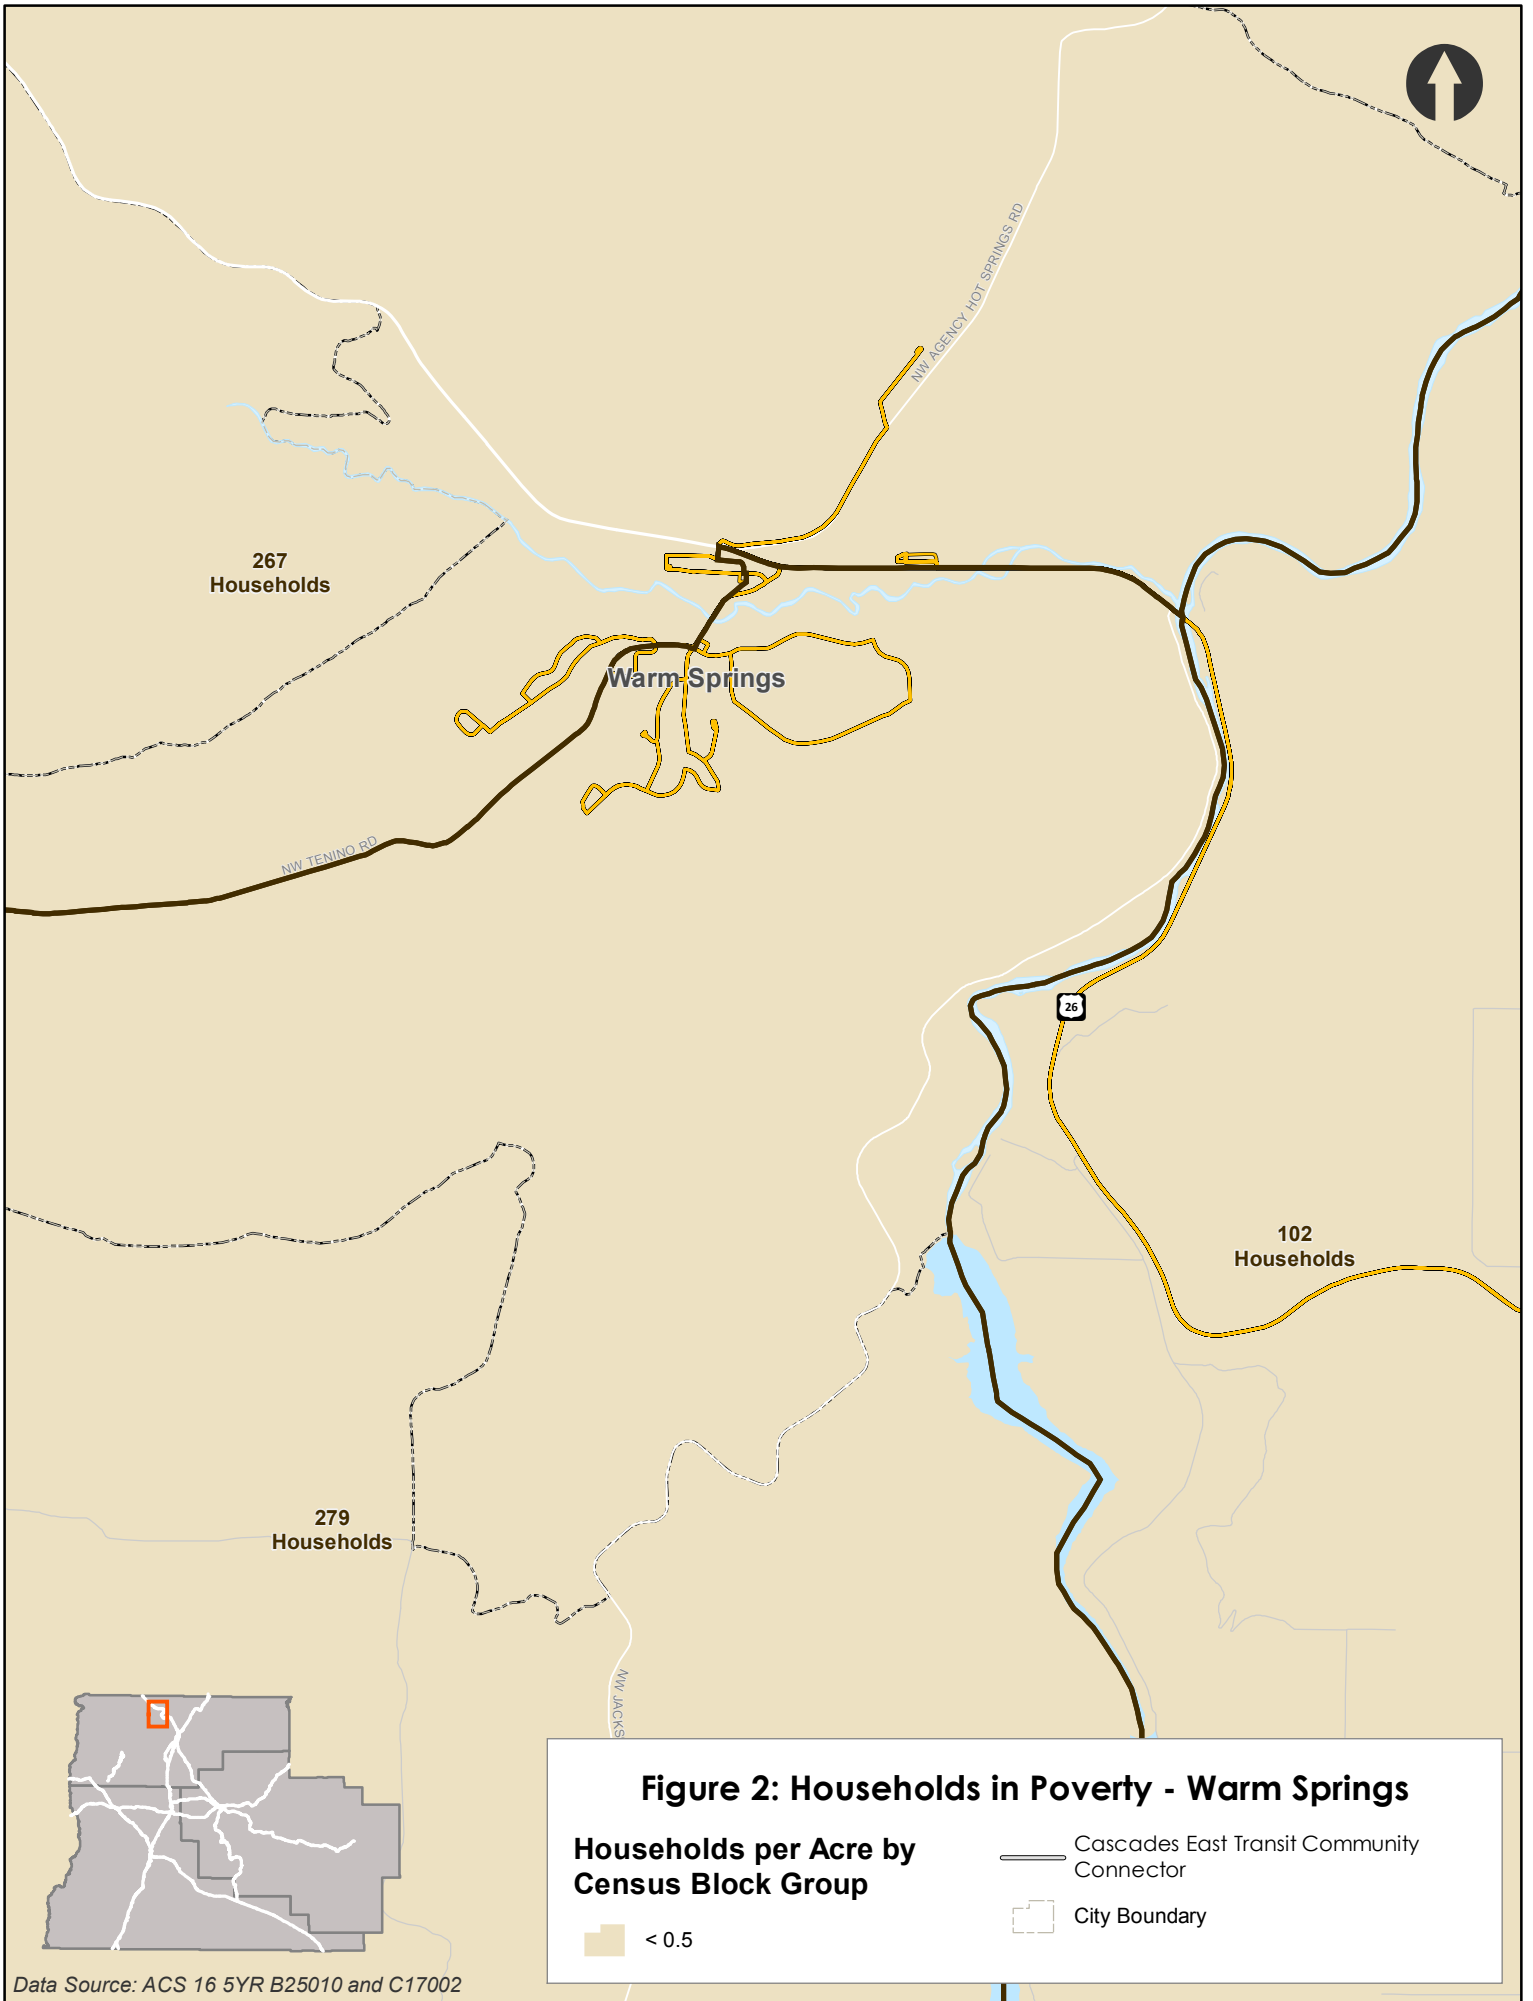 NW AGENCY HOT SPRINGS RD
267
Households
Warm Springs
NW TENINO RD
26
102
Households
279
Households
NW JACKS
Figure 2: Households in Poverty - Warm Springs
Households per Acre by
Census Block Group
< 0.5
Cascades East Transit Community
Connector
City Boundary
Data Source: ACS 16 5YR B25010 and C17002